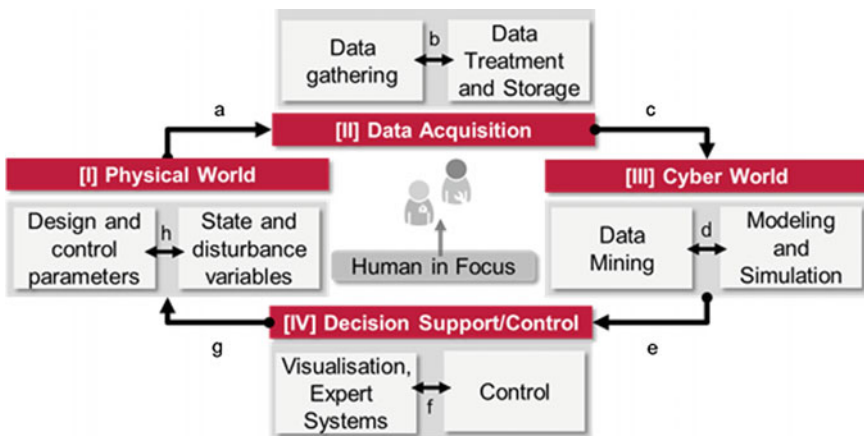 Data
gathering
b
Data
Treatment
and Storage
a
[II] Data Acquisition
c
[I] Physical World
[III] Cyber World
Design and
control
parameters
h
State and
disturbance
variables
Human in Focus
Data
Mining
d
Modeling
and
Simulation
[IV] Decision Support/Control
g
e
Visualisation,
Expert
Systems
f
Control